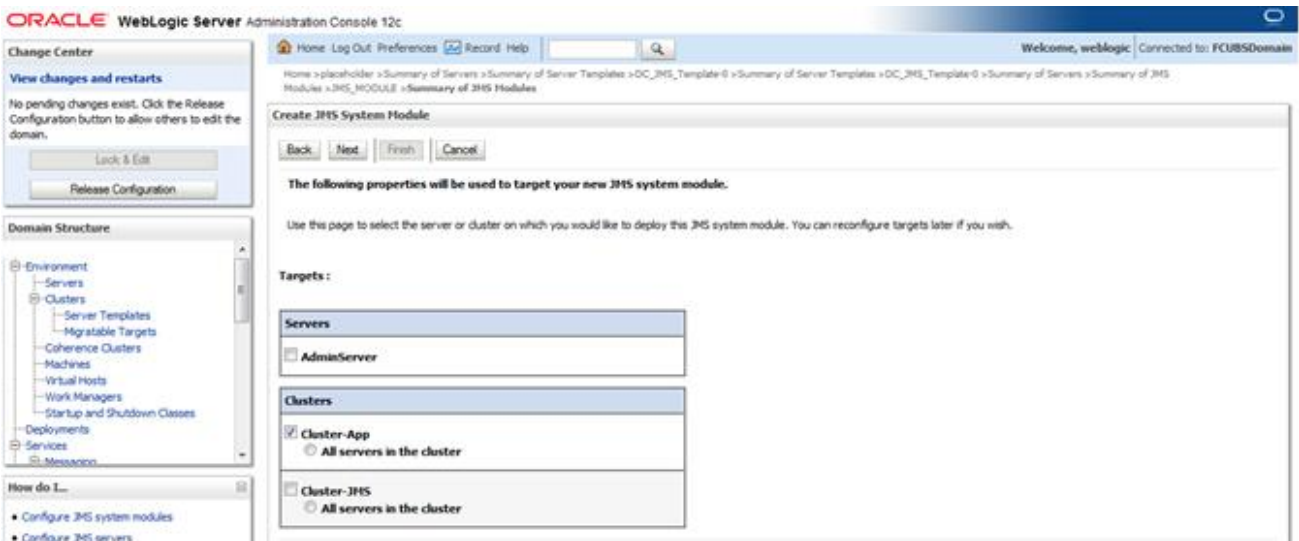 ORACLE WebLogic Server Administration Console 12c
Change Center
View changes and restarts
No pending changes exist. Click the Release
Configuration button to allow others to edit the
domain.
Lock & Edit
Release Configuration
Domain Structure
Environment
Servers
Clusters
Server Templates
Migratable Targets
Coherence Clusters
Machines
Virtual Hosts
Work Managers
Startup and Shutdown Classes
Deployments
Services
Messaging
How do I...
Configure JMS system modules
Configure JMS servers
Home Log Out Preferences Record Help
Welcome, weblogic Connected to: FCUBSDomain
Home >placeholder >Summary of Servers >Summary of Server Templates >DC_JMS_Template-0 >Summary of Server Templates >DC_JMS_Template-0 >Summary of Servers >Summary of JMS
Modules >JMS_MODULE >Summary of JMS Modules
Create JMS System Module
Back Next Finish Cancel
The following properties will be used to target your new JMS system module.
Use this page to select the server or cluster on which you would like to deploy this JMS system module. You can reconfigure targets later if you wish.
Targets :
Servers
AdminServer
Clusters
Cluster-App
All servers in the cluster
Cluster-JMS
All servers in the cluster